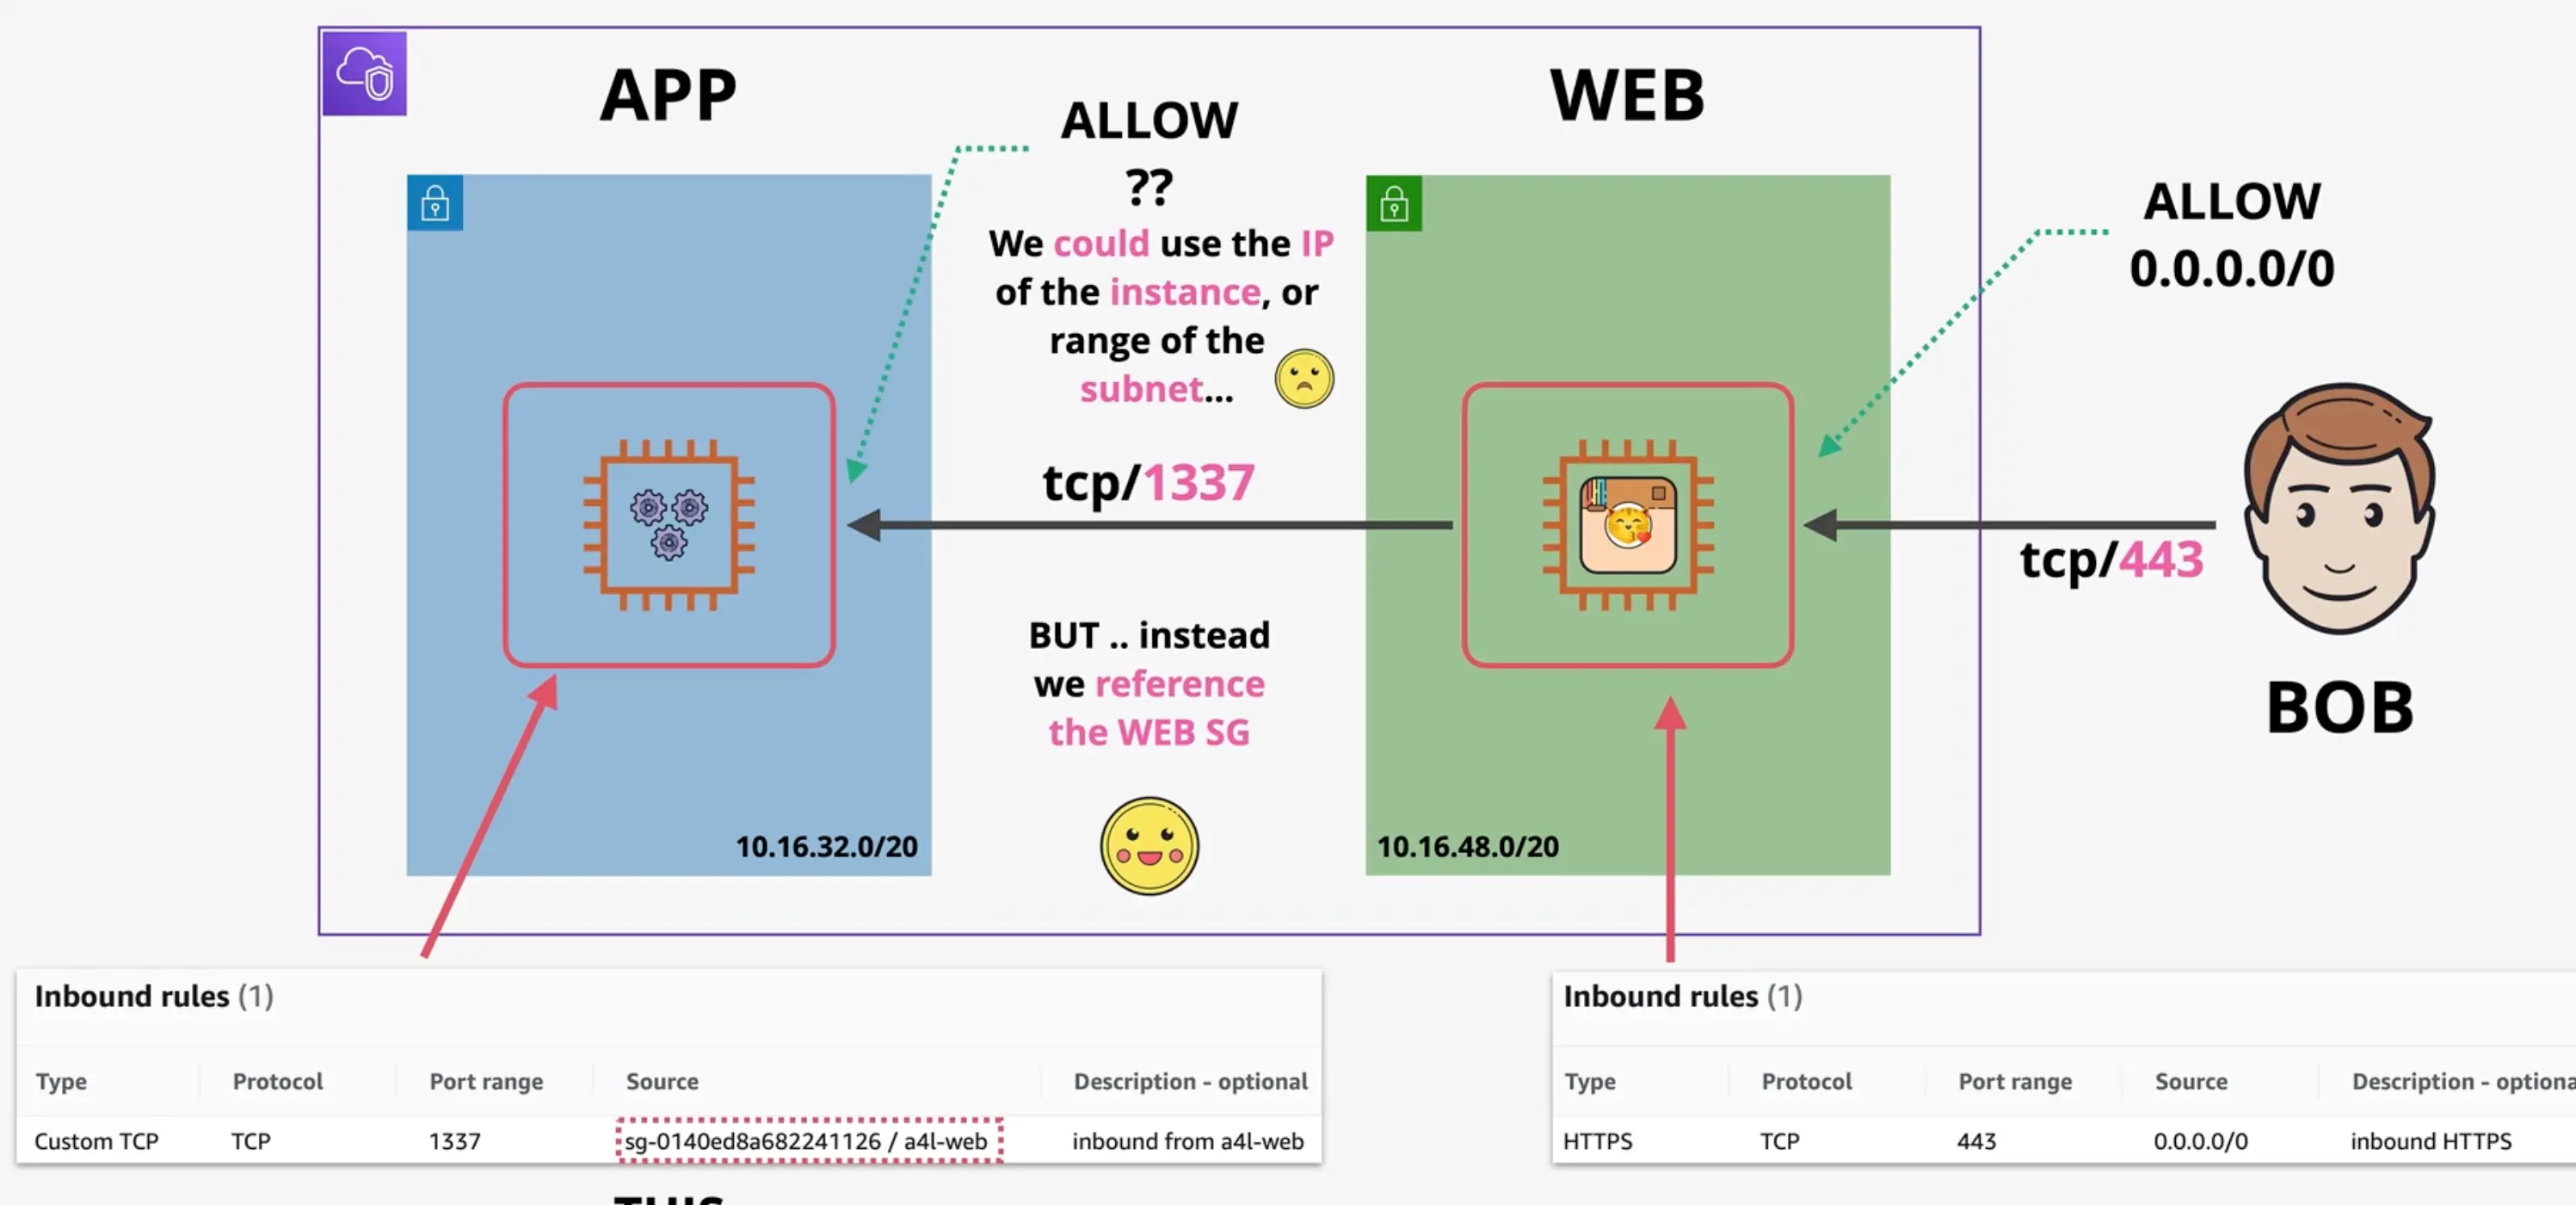 APP
WEB
ALLOW
??
We could use the IP
of the instance, or
range of the
subnet...
ALLOW
0.0.0.0/0
tcp/1337
tcp/443
BUT .. instead
we reference
the WEB SG
BOB
10.16.32.0/20
10.16.48.0/20
Inbound rules (1)
Type Protocol Port range Source Description - optional
Custom TCP TCP 1337 sg-0140ed8a682241126 / a4l-web inbound from a4l-web
Inbound rules (1)
Type Protocol Port range Source Description - optiona
HTTPS TCP 443 0.0.0.0/0 inbound HTTPS
THIS